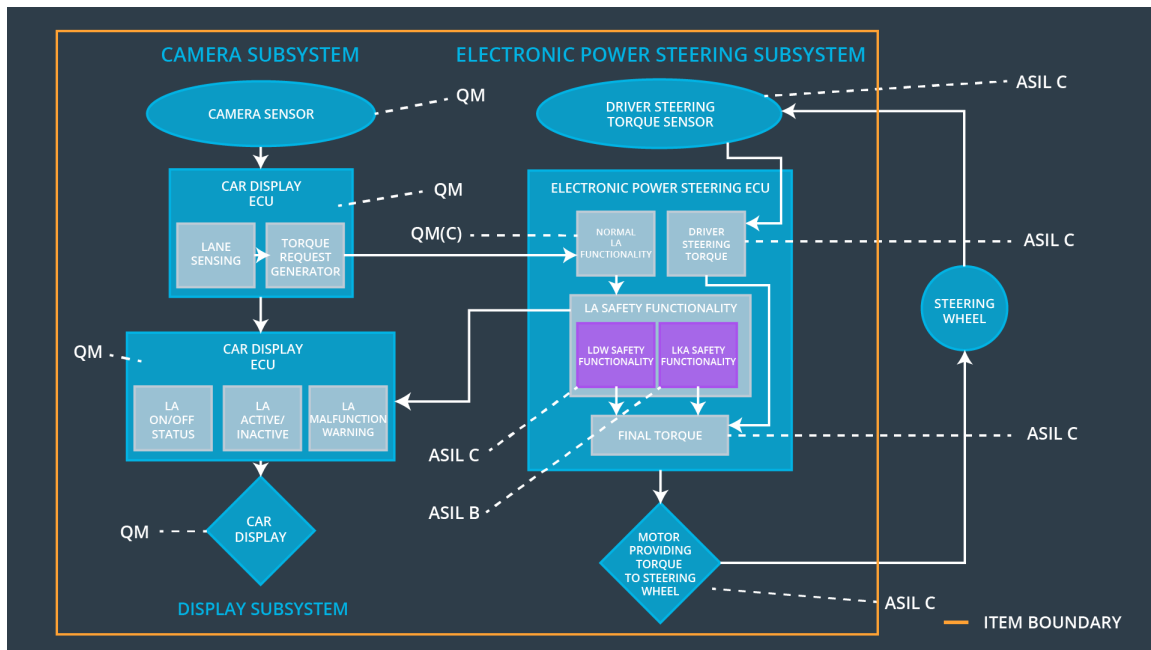 CAMERA SUBSYSTEM
ELECTRONIC POWER STEERING SUBSYSTEM
CAMERA SENSOR
QM
DRIVER STEERING
TORQUE SENSOR
ASIL C
CAR DISPLAY
ECU
QM
LANE
SENSING
TORQUE
REQUEST
GENERATOR
QM(C)
ELECTRONIC POWER STEERING ECU
NORMAL
LA
FUNCTIONALITY
DRIVER
STEERING
TORQUE
ASIL C
STEERING
WHEEL
LA SAFETY FUNCTIONALITY
LDW SAFETY
FUNCTIONALITY
LKA SAFETY
FUNCTIONALITY
QM
CAR DISPLAY
ECU
LA
ON/OFF
STATUS
LA
ACTIVE/
INACTIVE
LA
MALFUNCTION
WARNING
FINAL TORQUE
ASIL C
ASIL C
ASIL B
QM
CAR
DISPLAY
MOTOR
PROVIDING
TORQUE
TO STEERING
WHEEL
ASIL C
DISPLAY SUBSYSTEM
ITEM BOUNDARY